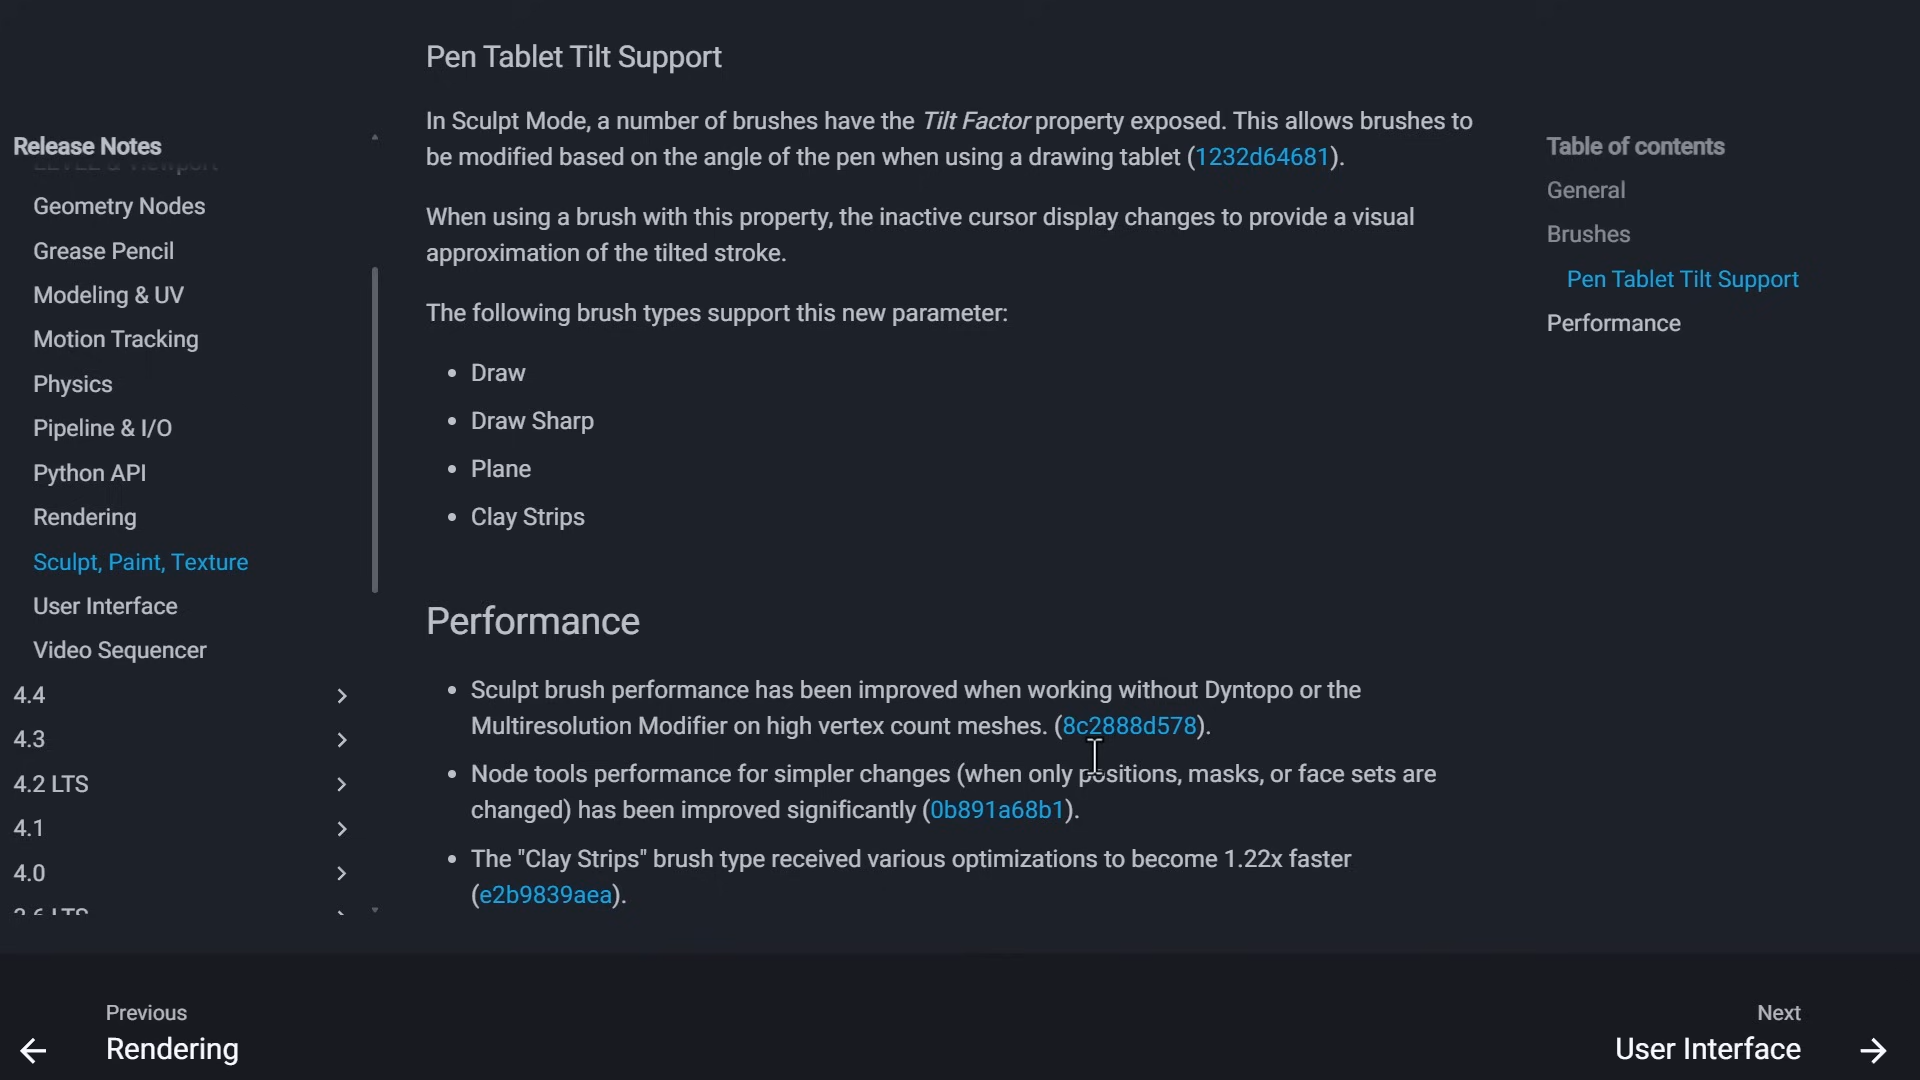 Release Notes
Geometry Nodes
Grease Pencil
Modeling & UV
Motion Tracking
Physics
Pipeline & I/O
Python API
Rendering
Sculpt, Paint, Texture
User Interface
Video Sequencer
4.4
4.3
4.2 LTS
4.1
4.0
Pen Tablet Tilt Support
In Sculpt Mode, a number of brushes have the Tilt Factor property exposed. This allows brushes to
be modified based on the angle of the pen when using a drawing tablet (1232d64681).
When using a brush with this property, the inactive cursor display changes to provide a visual
approximation of the tilted stroke.
The following brush types support this new parameter:
• Draw
• Draw Sharp
• Plane
• Clay Strips
Performance
• Sculpt brush performance has been improved when working without Dyntopo or the
Multiresolution Modifier on high vertex count meshes. (8c2888d578).
• Node tools performance for simpler changes (when only positions, masks, or face sets are
changed) has been improved significantly (0b891a68b1).
• The "Clay Strips" brush type received various optimizations to become 1.22x faster
(e2b9839aea).
Table of contents
General
Brushes
Pen Tablet Tilt Support
Performance
Previous
Rendering
Next
User Interface